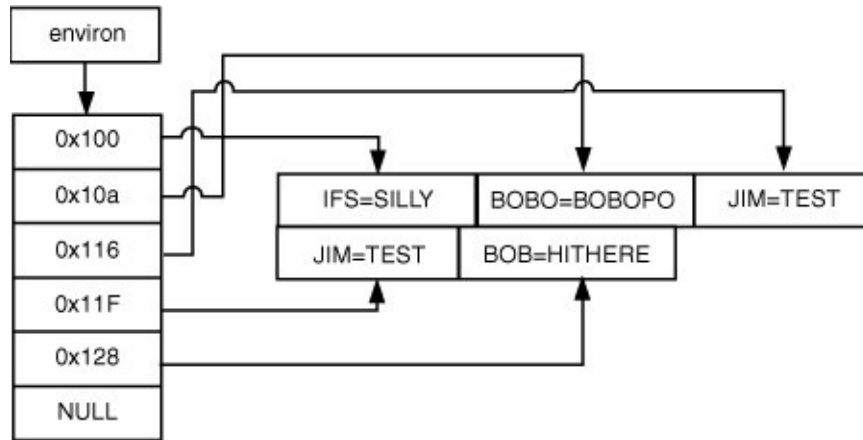 environ
0x100
0x10a
0x116
0x11F
0x128
NULL
IFS=SILLY
BOBO=BOBOPO
JIM=TEST
JIM=TEST
BOB=HITHERE